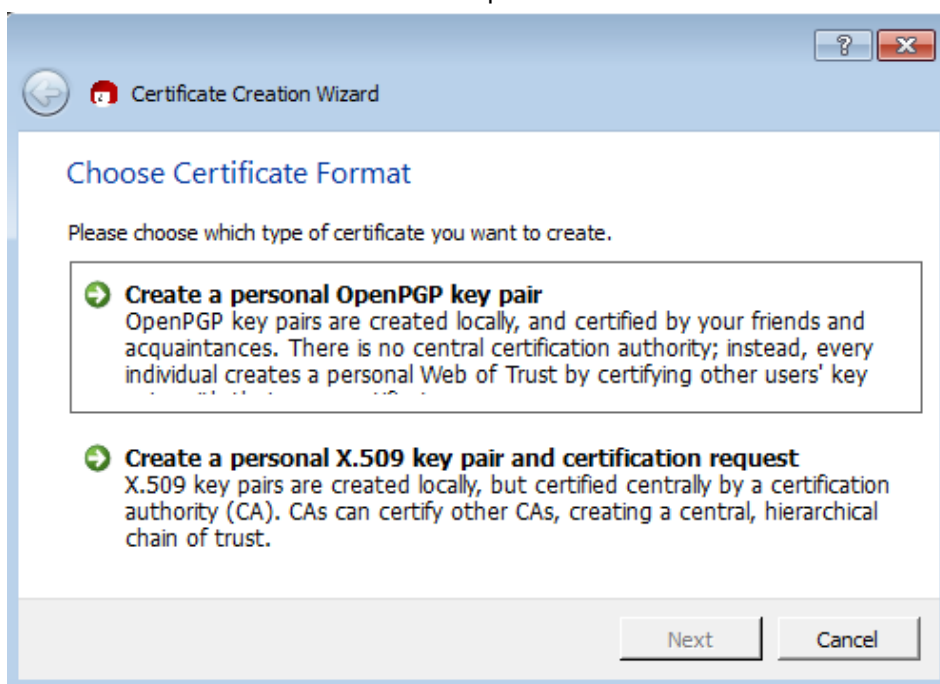 ?
Certificate Creation Wizard
Choose Certificate Format
Please choose which type of certificate you want to create.
Create a personal OpenPGP key pair
OpenPGP key pairs are created locally, and certified by your friends and
acquaintances. There is no central certification authority; instead, every
individual creates a personal Web of Trust by certifying other users' key
Create a personal X.509 key pair and certification request
X.509 key pairs are created locally, but certified centrally by a certification
authority (CA). CAs can certify other CAs, creating a central, hierarchical
chain of trust.
Next Cancel